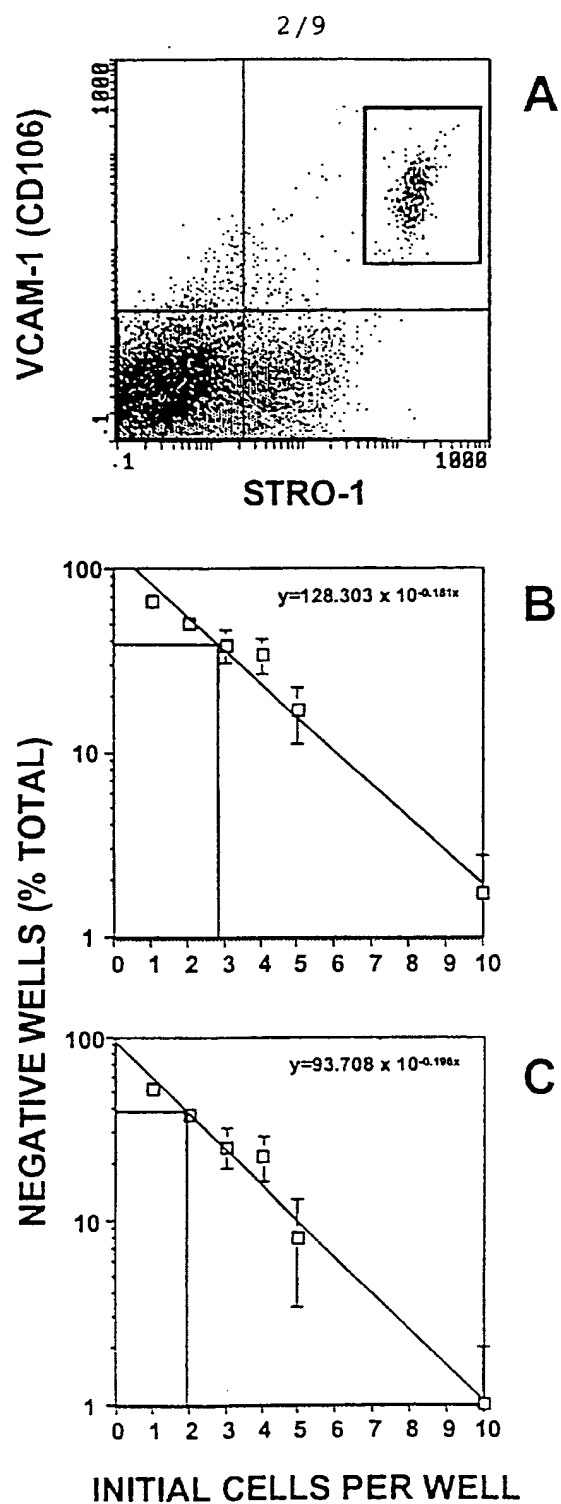 2/9
A
VCAM-1 (CD106)
1000
.1
.1
1000
STRO-1
B
y=128.303 x 10-0.181x
100
10
1
0 1 2 3 4 5 6 7 8 9 10
NEGATIVE WELLS (% TOTAL)
C
y=93.708 x 10-0.196x
100
10
1
0 1 2 3 4 5 6 7 8 9 10
INITIAL CELLS PER WELL